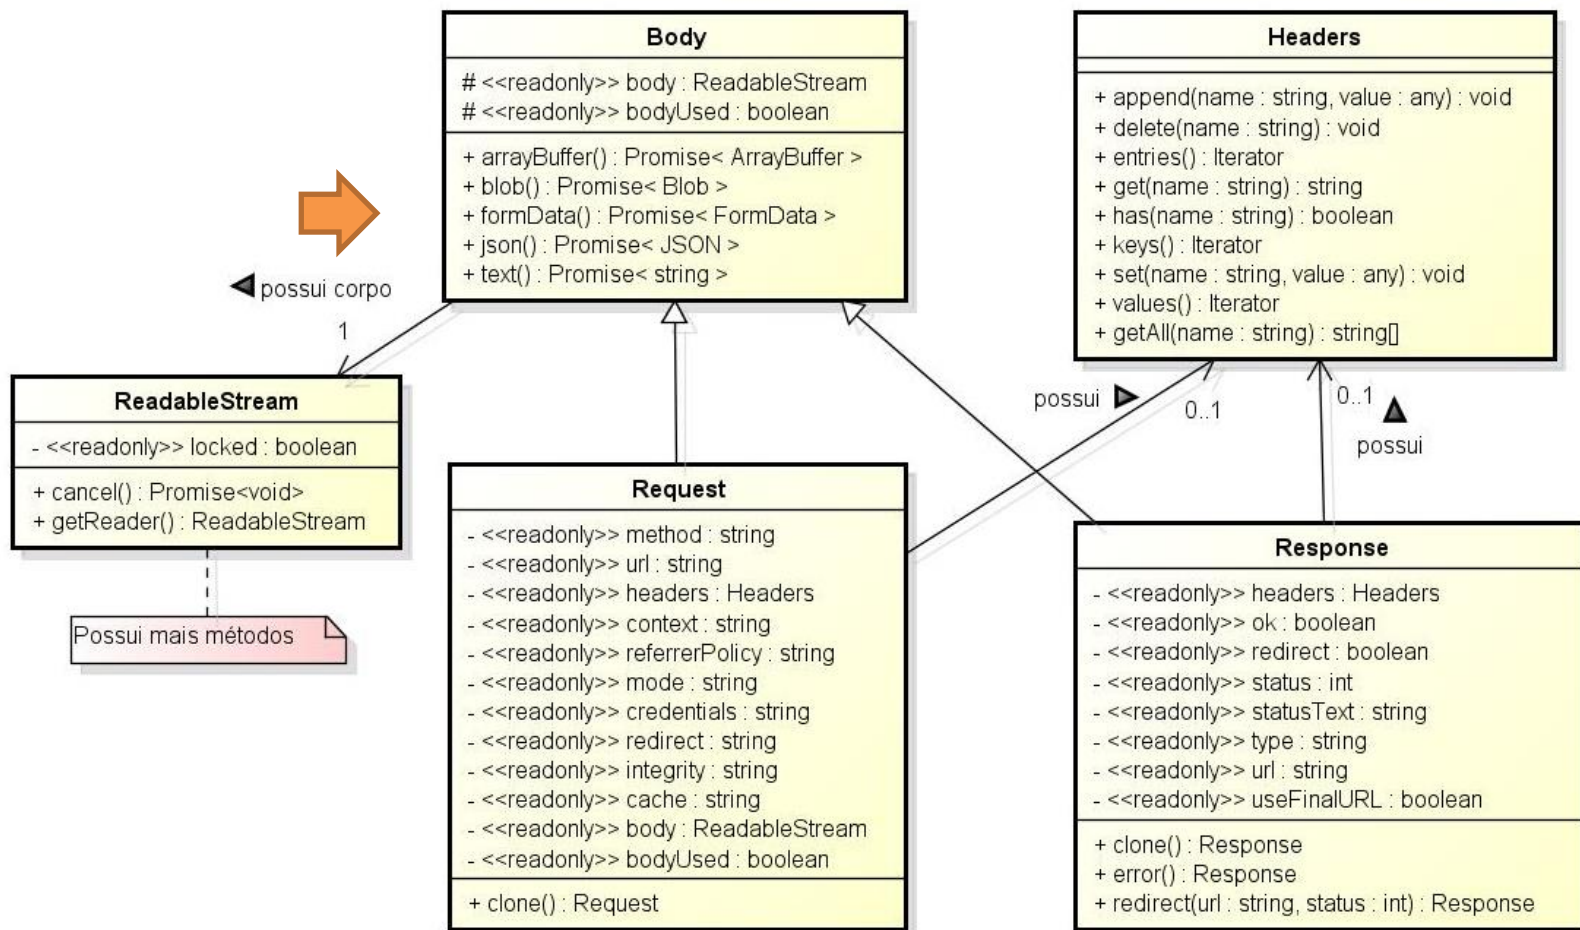 Body
# <<readonly>> body : ReadableStream
# <<readonly>> bodyUsed : boolean
+ arrayBuffer() : Promise< ArrayBuffer >
+ blob() : Promise< Blob >
+ formData() : Promise< FormData >
+ json() : Promise< JSON >
+ text() : Promise< string >
Headers
+ append(name : string, value : any) : void
+ delete(name : string) : void
+ entries() : Iterator
+ get(name : string) : string
+ has(name : string) : boolean
+ keys() : Iterator
+ set(name : string, value : any) : void
+ values() : Iterator
+ getAll(name : string) : string[]
possui corpo
1
ReadableStream
- <<readonly>> locked : boolean
+ cancel() : Promise<void>
+ getReader() : ReadableStream
Possui mais métodos
possui
0..1
0..1
possui
Request
- <<readonly>> method : string
- <<readonly>> url : string
- <<readonly>> headers : Headers
- <<readonly>> context : string
- <<readonly>> referrerPolicy : string
- <<readonly>> mode : string
- <<readonly>> credentials : string
- <<readonly>> redirect : string
- <<readonly>> integrity : string
- <<readonly>> cache : string
- <<readonly>> body : ReadableStream
- <<readonly>> bodyUsed : boolean
+ clone() : Request
Response
- <<readonly>> headers : Headers
- <<readonly>> ok : boolean
- <<readonly>> redirect : boolean
- <<readonly>> status : int
- <<readonly>> statusText : string
- <<readonly>> type : string
- <<readonly>> url : string
- <<readonly>> useFinalURL : boolean
+ clone() : Response
+ error() : Response
+ redirect(url : string, status : int) : Response